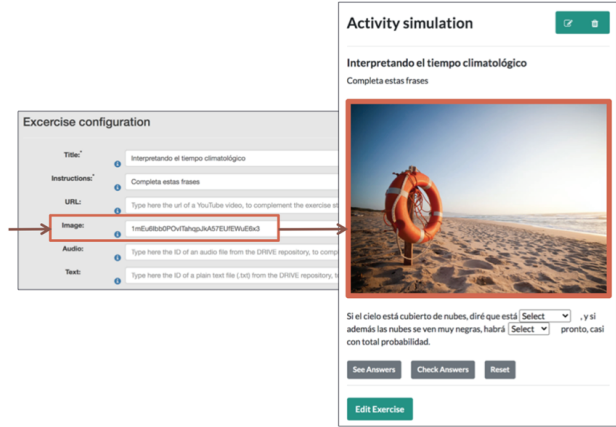 Excercise configuration
Title:*
Interpretando el tiempo climatológico
Instructions:*
Completa estas frases
URL:
Type here the url of a YouTube video, to complement the exercise st
Image:
Audio:
Type here the ID of an audio file from the DRIVE repository, to comp
Text:
Type here the ID of a plain text file (.txt) from the DRIVE repository, t
Activity simulation
Interpretando el tiempo climatológico
Completa estas frases
Si el cielo está cubierto de nubes, diré que está Select , y si
además las nubes se ven muy negras, habrá Select pronto, casi
con total probabilidad.
See Answers Check Answers Reset
Edit Exercise